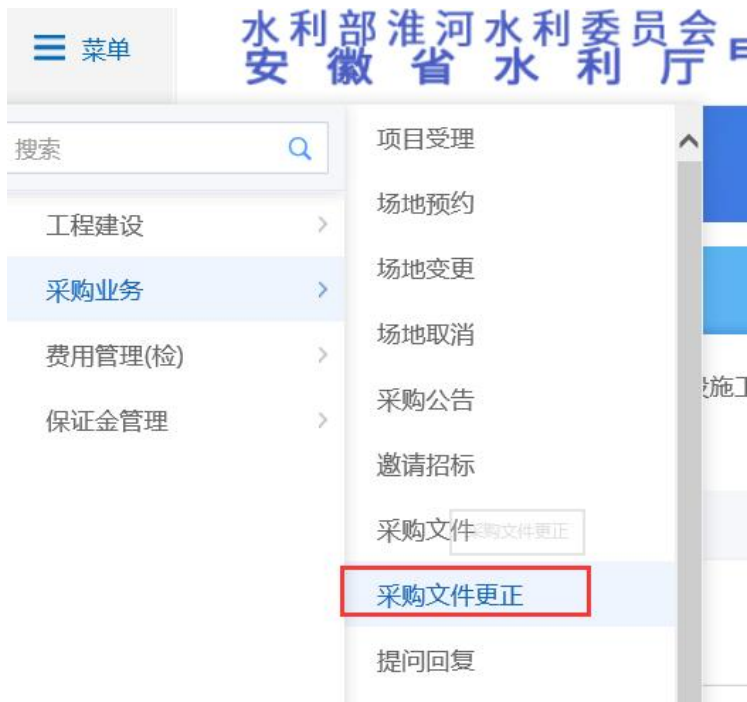 菜单
水利部淮河水利委员会
安徽省水利厅
搜索
工程建设
采购业务
费用管理(检)
保证金管理
项目受理
场地预约
场地变更
场地取消
采购公告
邀请招标
采购文件
采购文件更正
采购文件更正
提问回复
施工